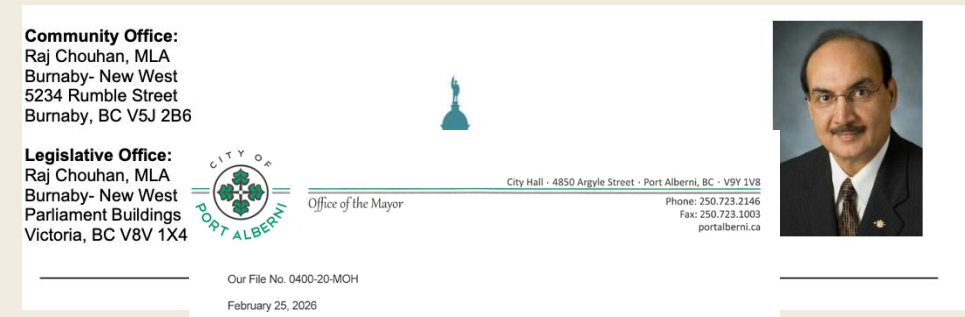 Community Office:
Raj Chouhan, MLA
Burnaby- New West
5234 Rumble Street
Burnaby, BC V5J 2B6
Legislative Office:
Raj Chouhan, MLA
Burnaby- New West
Parliament Buildings
Victoria, BC V8V 1X4
CITY OF
PORT ALBERNI
Office of the Mayor
City Hall · 4850 Argyle Street · Port Alberni, BC · V9Y 1V8
Phone: 250.723.2146
Fax: 250.723.1003
portalberni.ca
Our File No. 0400-20-MOH
February 25, 2026